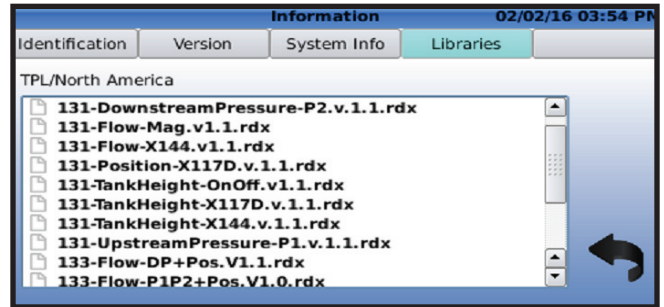 Information 02/02/16 03:54 PM
Identification Version System Info Libraries
TPL/North America
131-DownstreamPressure-P2.v.1.1.rdx
131-Flow-Mag.v1.1.rdx
131-Flow-X144.v1.1.rdx
131-Position-X117D.v.1.1.rdx
131-TankHeight-OnOff.v1.1.rdx
131-TankHeight-X117D.v.1.1.rdx
131-TankHeight-X144.v.1.1.rdx
131-UpstreamPressure-P1.v.1.1.rdx
133-Flow-DP+Pos.V1.1.rdx
133-Flow-P1P2+Pos.V1.0.rdx